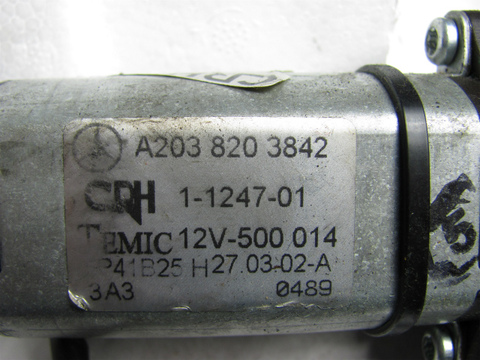 A203 820 3842
CPH 1-1247-01
TEMIC 12V-500 014
P41B25 H27.03-02-A
3A3 0489